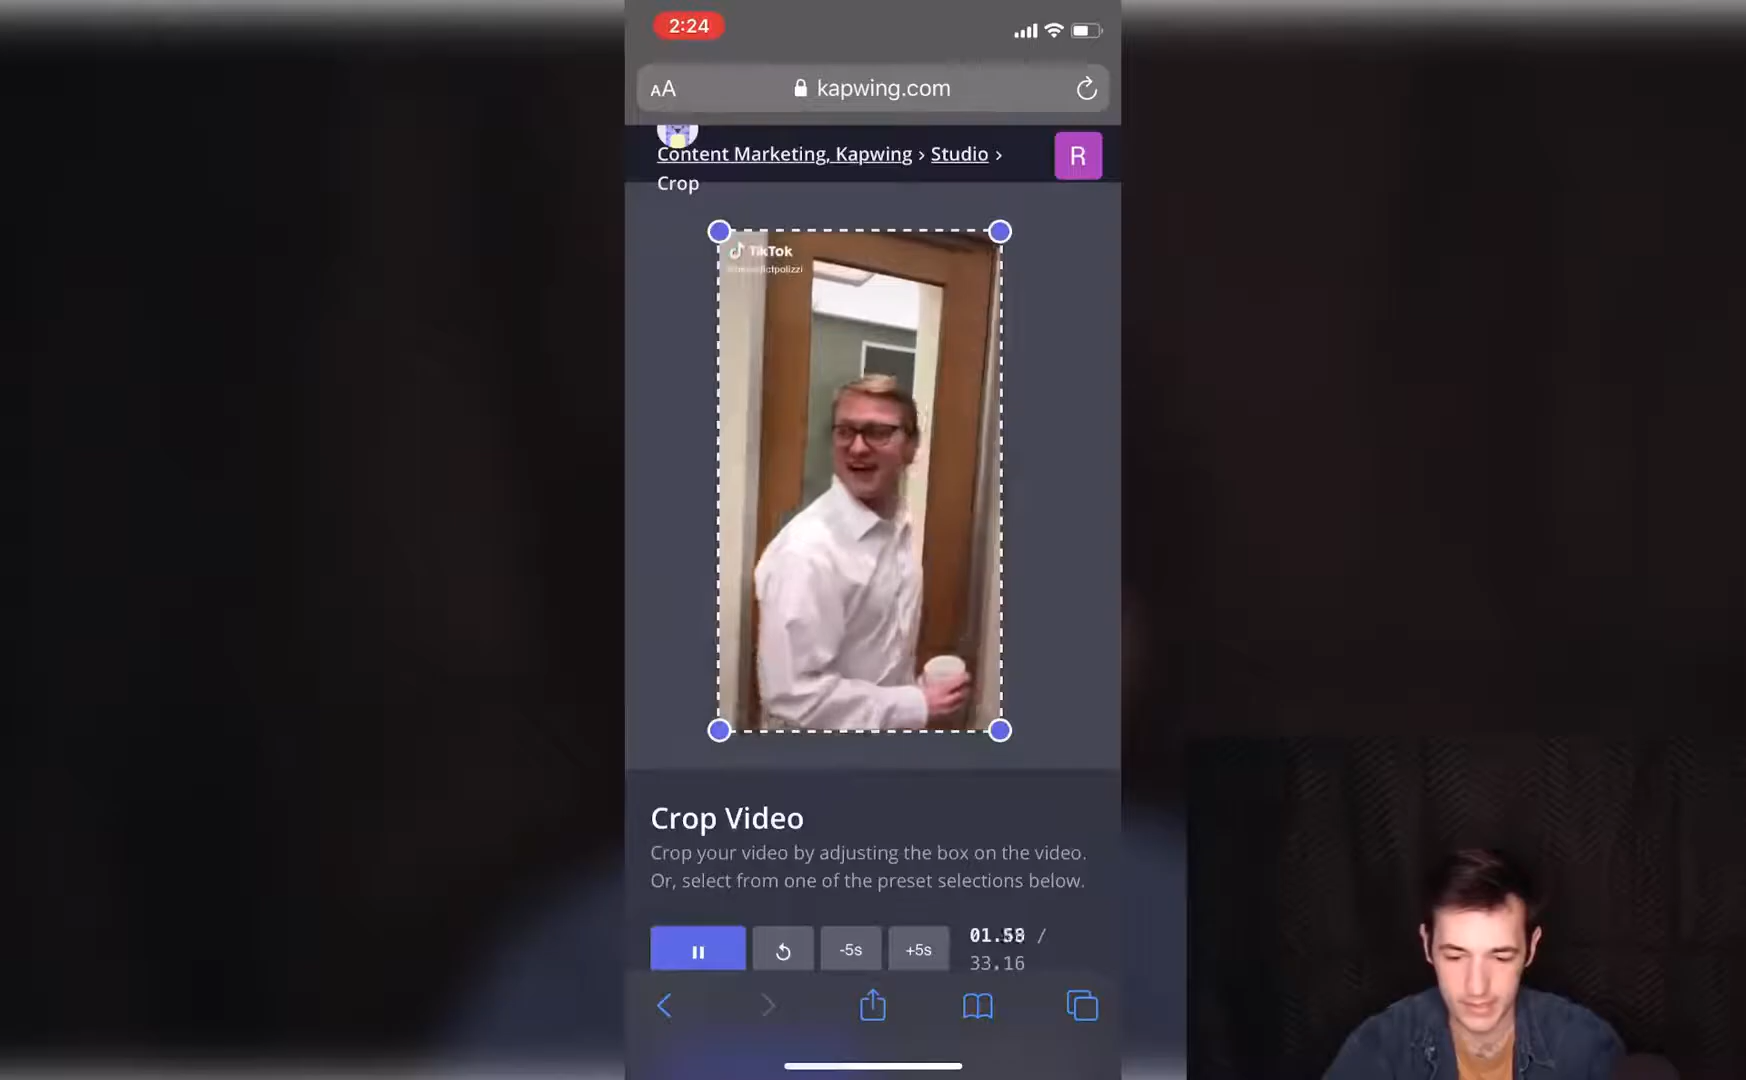 2:24
AA kapwing.com
Content Marketing, Kapwing › Studio ›
R
Crop
TikTok
Crop Video
Crop your video by adjusting the box on the video.
Or, select from one of the preset selections below.
-5s +5s 01.58 /
33.16